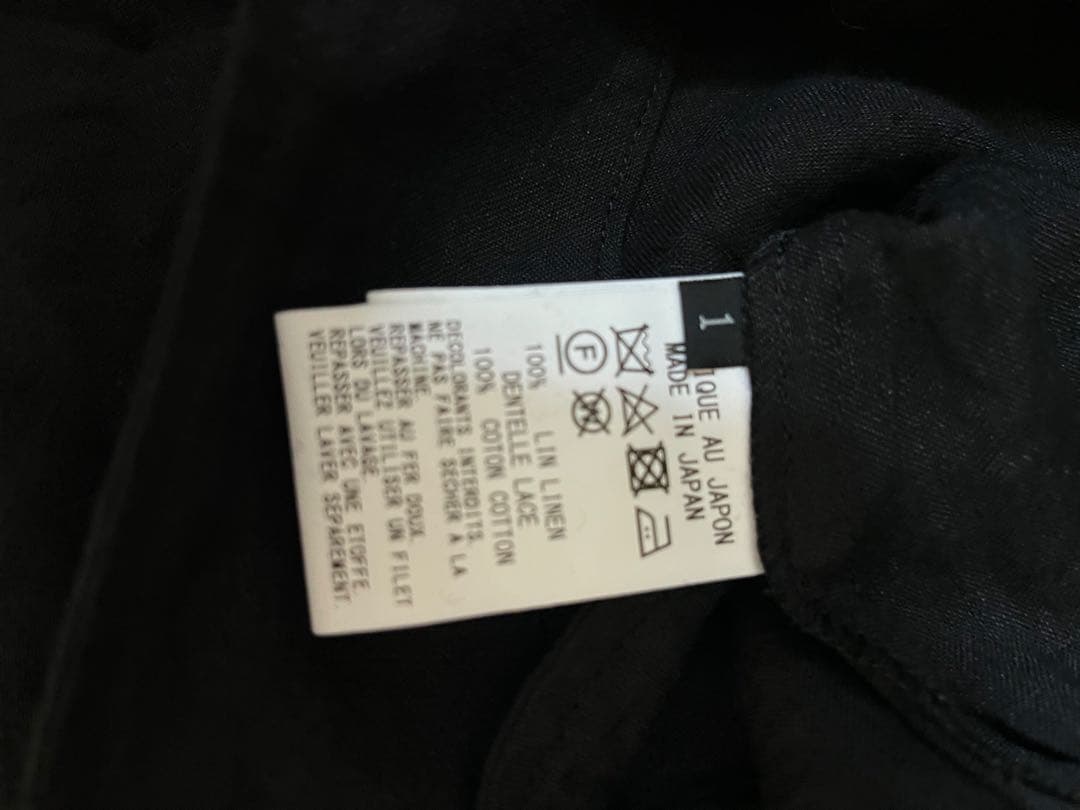 1
IQUE AU JAPON
MADE IN JAPAN
F
W
100% LIN LINEN
DENTELLE LACE
100% COTON COTTON
DECOLORANTS INTERDITS.
NE PAS FAIRE SECHER A LA
MACHINE.
REPASSER AU FER DOUX.
VEUILLEZ UTILISER UN FILET
LORS DU LAVAGE.
REPASSER AVEC UNE ETOFFE.
VEUILLER LAVER SEPAREMENT.